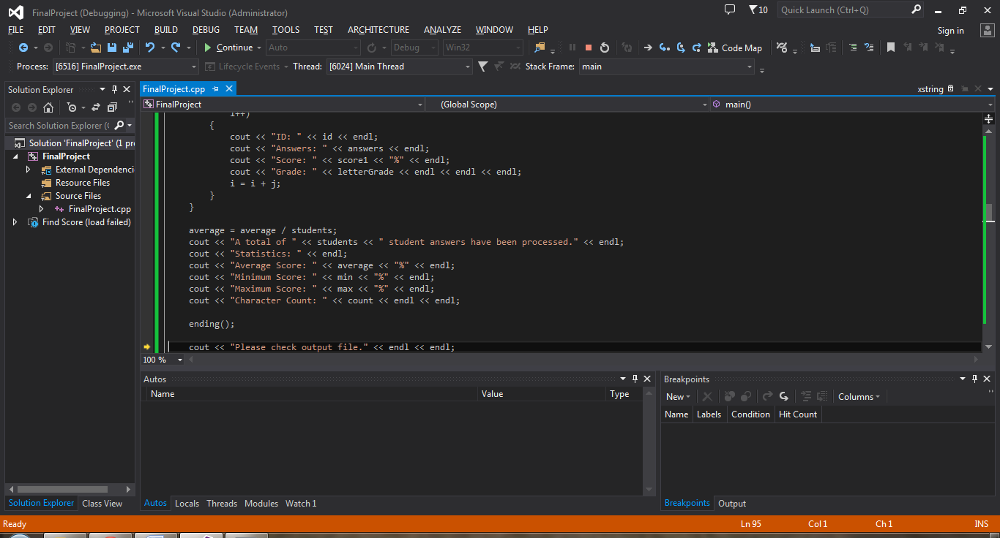 FinalProject (Debugging) - Microsoft Visual Studio (Administrator)
10
Quick Launch (Ctrl+Q)
FILE EDIT VIEW PROJECT BUILD DEBUG TEAM TOOLS TEST ARCHITECTURE ANALYZE WINDOW HELP
Sign in
Continue Auto Debug Win32 Code Map
Process: [6516] FinalProject.exe Lifecycle Events Thread: [6024] Main Thread Stack Frame: main
Solution Explorer
Search Solution Explorer (
Solution 'FinalProject' (1 pr
FinalProject
External Dependenci
Resource Files
Source Files
FinalProject.cpp
Find Score (load failed)
Solution Explorer Class View
FinalProject.cpp xstring
FinalProject (Global Scope) main()
i++)
{
cout << "ID: " << id << endl;
cout << "Answers: " << answers << endl;
cout << "Score: " << score1 << "%" << endl;
cout << "Grade: " << letterGrade << endl << endl << endl;
i = i + j;
}
}
average = average / students;
cout << "A total of " << students << " student answers have been processed." << endl;
cout << "Statistics: " << endl;
cout << "Average Score: " << average << "%" << endl;
cout << "Minimum Score: " << min << "%" << endl;
cout << "Maximum Score: " << max << "%" << endl;
cout << "Character Count: " << count << endl << endl;
ending();
cout << "Please check output file." << endl << endl;
100 %
Autos
Name Value Type
Autos Locals Threads Modules Watch 1
Breakpoints
New Columns
Name Labels Condition Hit Count
Breakpoints Output
Ready Ln 95 Col 1 Ch 1 INS